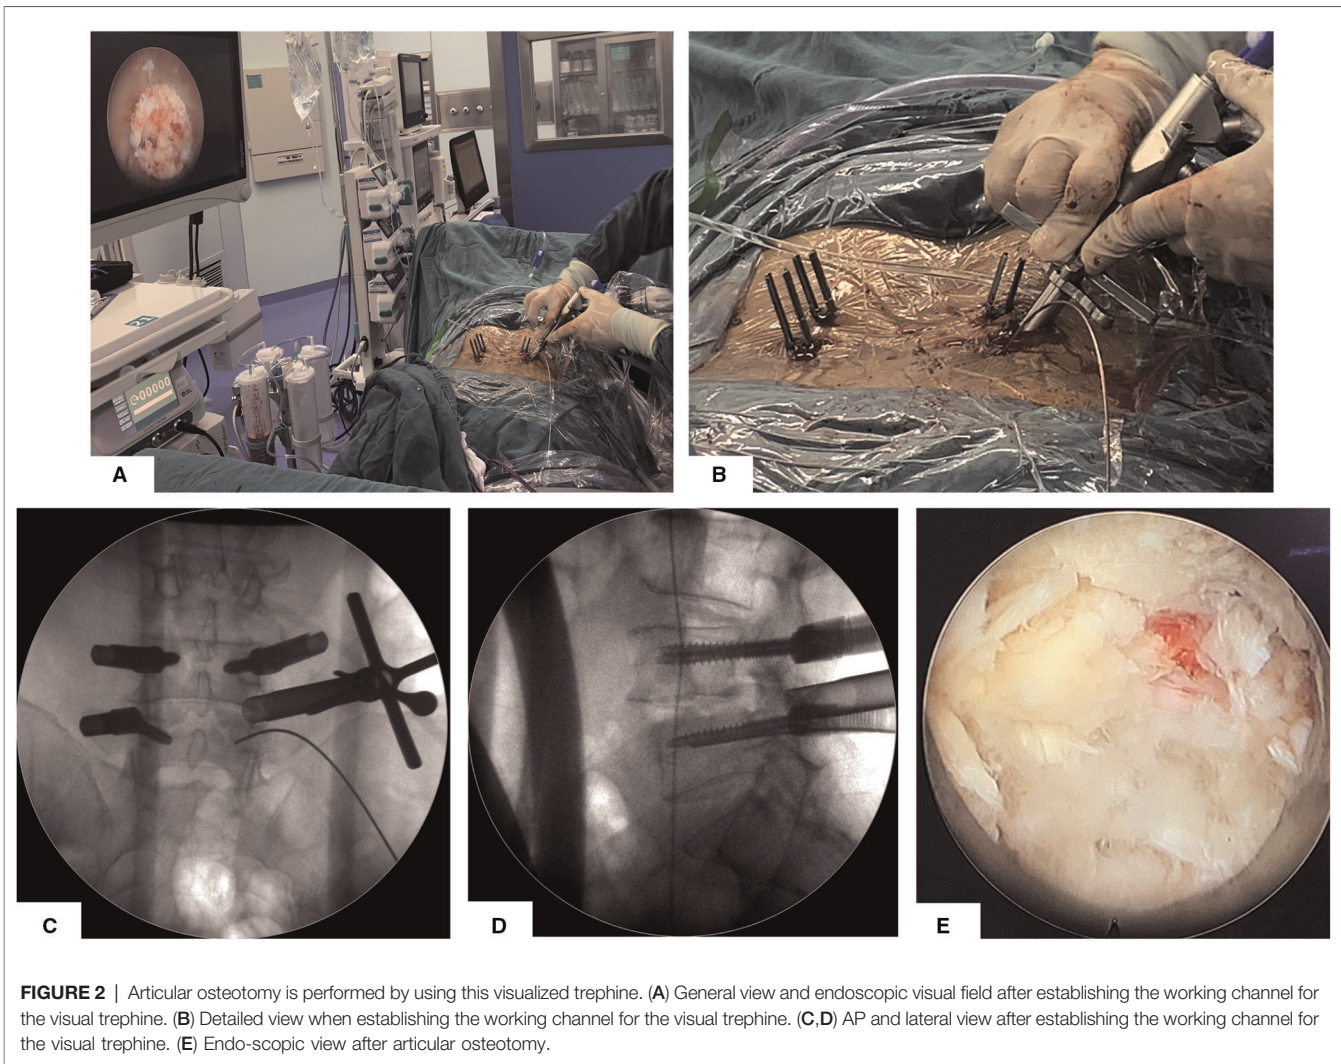 00000
A
B
C
D
E
FIGURE 2 | Articular osteotomy is performed by using this visualized trephine. (A) General view and endoscopic visual field after establishing the working channel for
the visual trephine. (B) Detailed view when establishing the working channel for the visual trephine. (C,D) AP and lateral view after establishing the working channel for
the visual trephine. (E) Endo-scopic view after articular osteotomy.